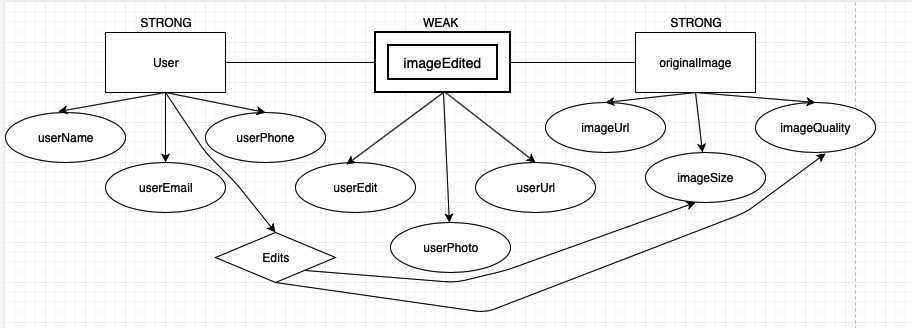 STRONG
WEAK
STRONG
User
imageEdited
originalImage
userName
userPhone
imageUrl
imageQuality
userEmail
userEdit
userUrl
imageSize
userPhoto
Edits